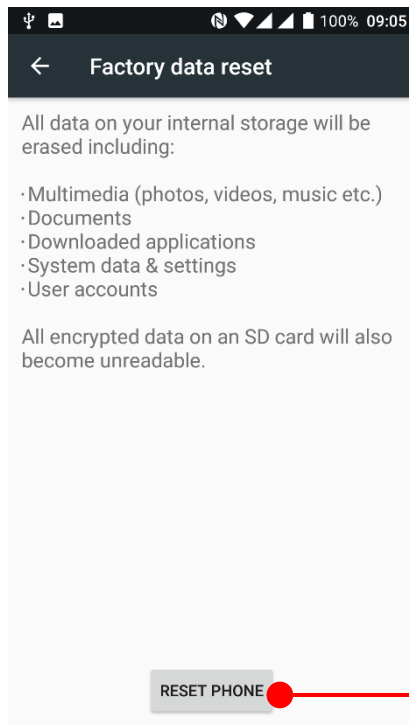 100% 09:05
Factory data reset
All data on your internal storage will be
erased including:
·Multimedia (photos, videos, music etc.)
·Documents
·Downloaded applications
·System data & settings
·User accounts
All encrypted data on an SD card will also
become unreadable.
RESET PHONE